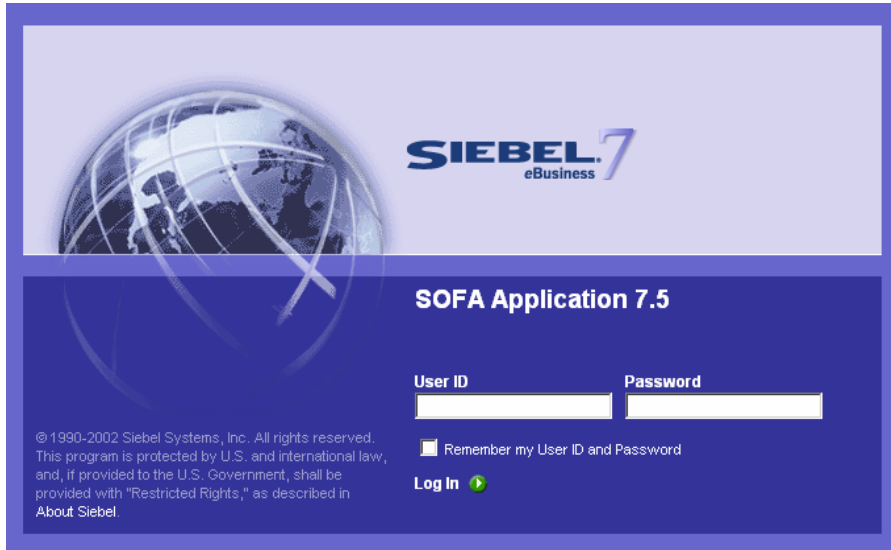 SIEBEL. 7
eBusiness
SOFA Application 7.5
User ID Password
Remember my User ID and Password
Log In
© 1990-2002 Siebel Systems, Inc. All rights reserved.
This program is protected by U.S. and international law,
and, if provided to the U.S. Government, shall be
provided with "Restricted Rights," as described in
About Siebel.